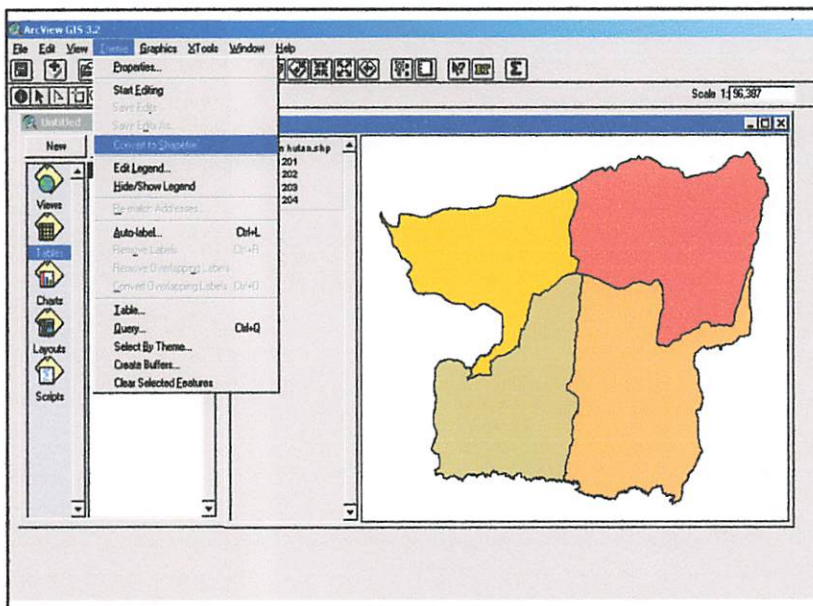 ArcView GIS 3.2
File Edit View Theme Graphics XTools Window Help
Scale 1: 96,387
Untitled
New
Views
Tables
Charts
Layouts
Scripts
Properties...
Start Editing
Save Edits
Save Edits As...
Convert to Shapefile...
Edit Legend...
Hide/Show Legend
Re-match Addresses...
Auto-label... Ctrl+L
Remove Labels Ctrl+R
Remove Overlapping Labels
Convert Overlapping Labels Ctrl+O
Table...
Query... Ctrl+Q
Select By Theme...
Create Buffers...
Clear Selected Features
hutan.shp
201
202
203
204